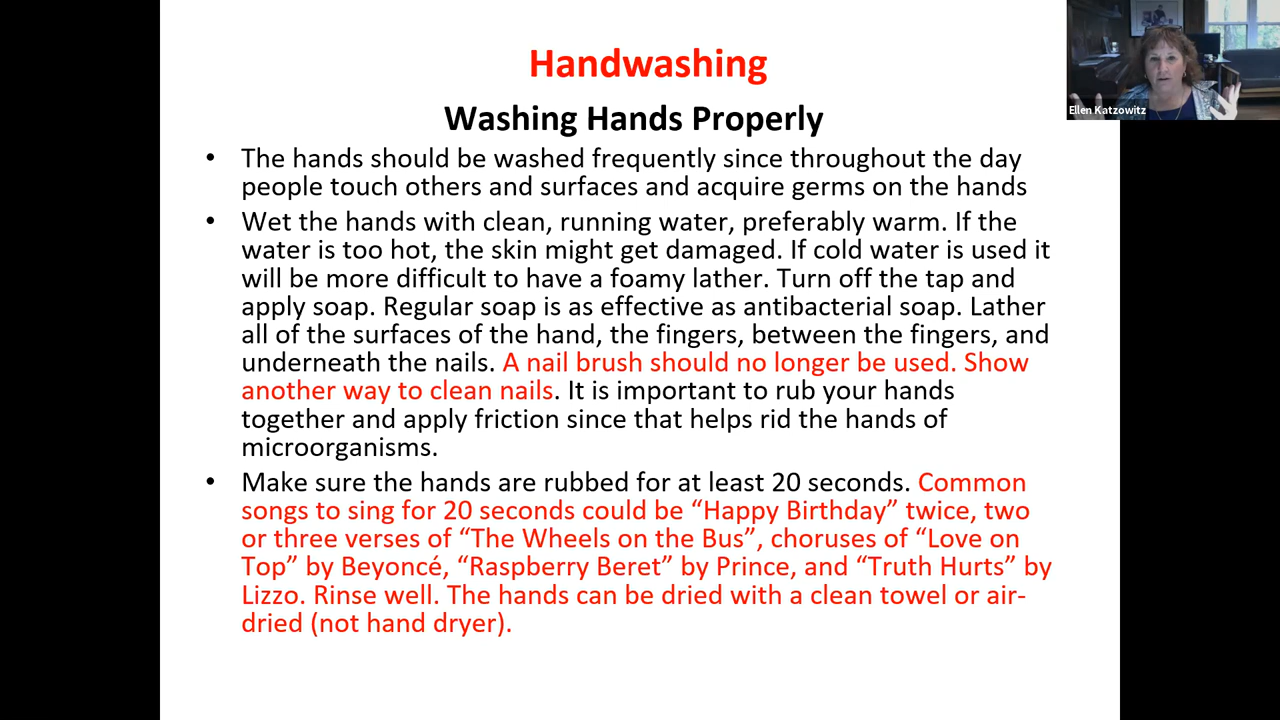 Handwashing
Ellen Katzowitz
Washing Hands Properly
• The hands should be washed frequently since throughout the day
people touch others and surfaces and acquire germs on the hands
• Wet the hands with clean, running water, preferably warm. If the
water is too hot, the skin might get damaged. If cold water is used it
will be more difficult to have a foamy lather. Turn off the tap and
apply soap. Regular soap is as effective as antibacterial soap. Lather
all of the surfaces of the hand, the fingers, between the fingers, and
underneath the nails. A nail brush should no longer be used. Show
another way to clean nails. It is important to rub your hands
together and apply friction since that helps rid the hands of
microorganisms.
• Make sure the hands are rubbed for at least 20 seconds. Common
songs to sing for 20 seconds could be “Happy Birthday” twice, two
or three verses of “The Wheels on the Bus”, choruses of “Love on
Top” by Beyoncé, “Raspberry Beret” by Prince, and “Truth Hurts” by
Lizzo. Rinse well. The hands can be dried with a clean towel or air-
dried (not hand dryer).